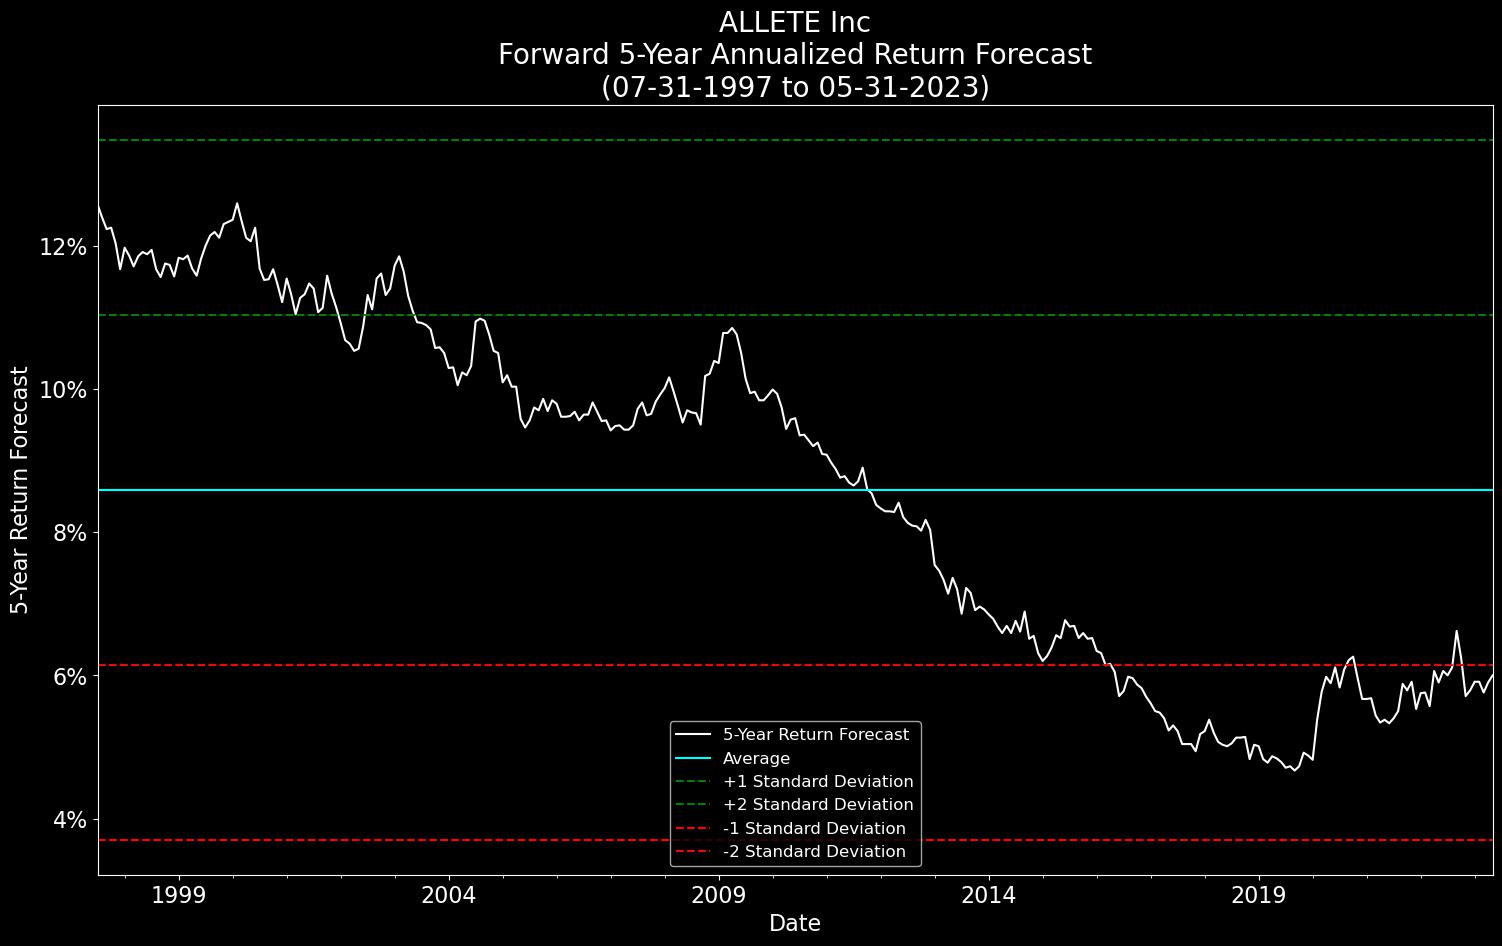 ALLETE Inc
Forward 5-Year Annualized Return Forecast
(07-31-1997 to 05-31-2023)
5-Year Return Forecast
12%
10%
8%
6%
4%
5-Year Return Forecast
Average
+1 Standard Deviation
+2 Standard Deviation
-1 Standard Deviation
-2 Standard Deviation
1999 2004 2009 2014 2019
Date